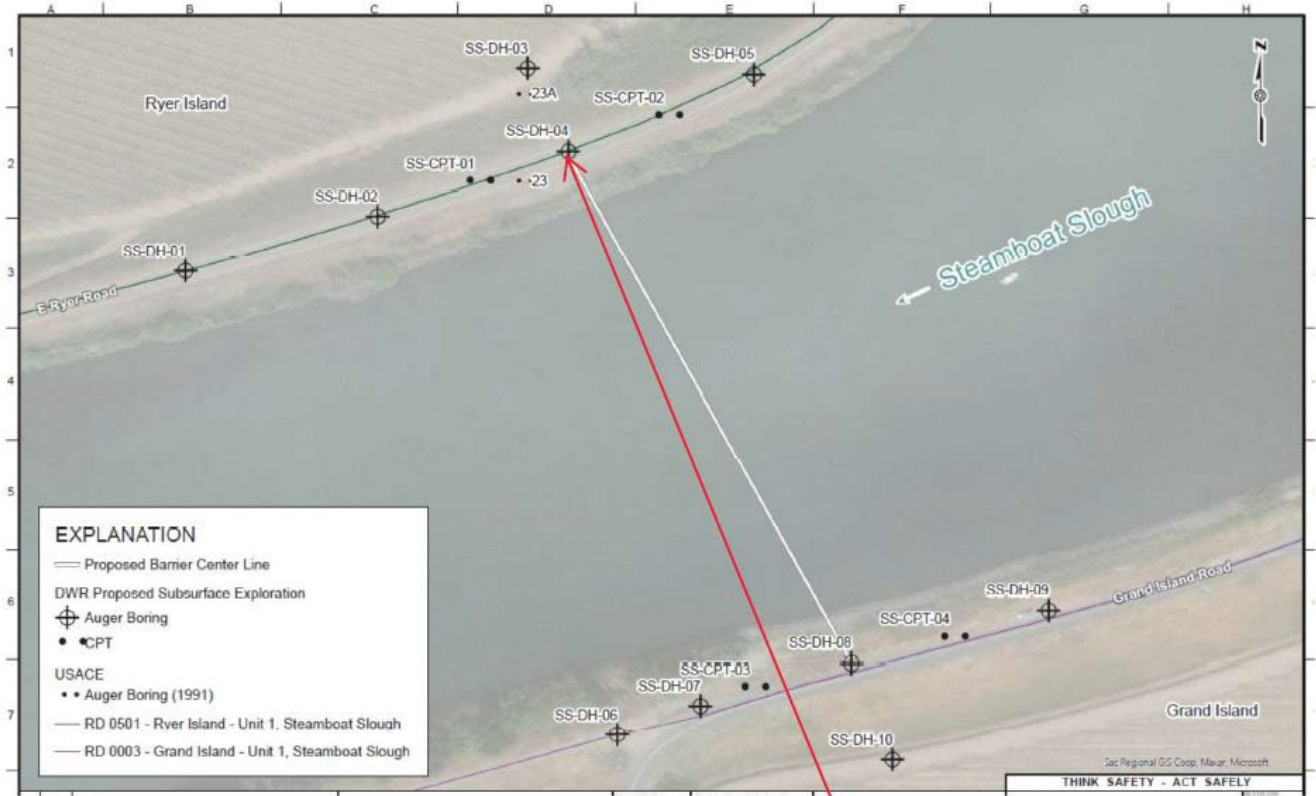 A B C D E F G H
1
2
3
4
5
6
7
N
SS-DH-03
SS-DH-05
23A
SS-CPT-02
Ryer Island
SS-DH-04
SS-CPT-01
23
SS-DH-02
SS-DH-01
Steamboat Slough
E Ryer Road
EXPLANATION
Proposed Barrier Center Line
DWR Proposed Subsurface Exploration
Auger Boring
CPT
USACE
Auger Boring (1991)
RD 0501 - Ryer Island - Unit 1, Steamboat Slough
RD 0003 - Grand Island - Unit 1, Steamboat Slough
Grand Island Road
SS-DH-09
SS-CPT-04
SS-DH-08
SS-CPT-03
SS-DH-07
SS-DH-06
Grand Island
SS-DH-10
Sac Regional GIS Coop, Maxar, Microsoft
THINK SAFETY - ACT SAFELY